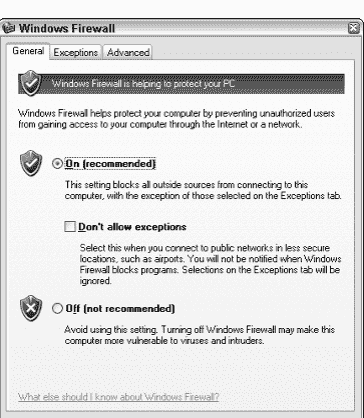 Windows Firewall
General Exceptions Advanced
Windows Firewall is helping to protect your PC
Windows Firewall helps protect your computer by preventing unauthorized users
from gaining access to your computer through the Internet or a network.
On (recommended)
This setting blocks all outside sources from connecting to this
computer, with the exception of those selected on the Exceptions tab.
Don't allow exceptions
Select this when you connect to public networks in less secure
locations, such as airports. You will not be notified when Windows
Firewall blocks programs. Selections on the Exceptions tab will be
ignored.
Off (not recommended)
Avoid using this setting. Turning off Windows Firewall may make this
computer more vulnerable to viruses and intruders.
What else should I know about Windows Firewall?